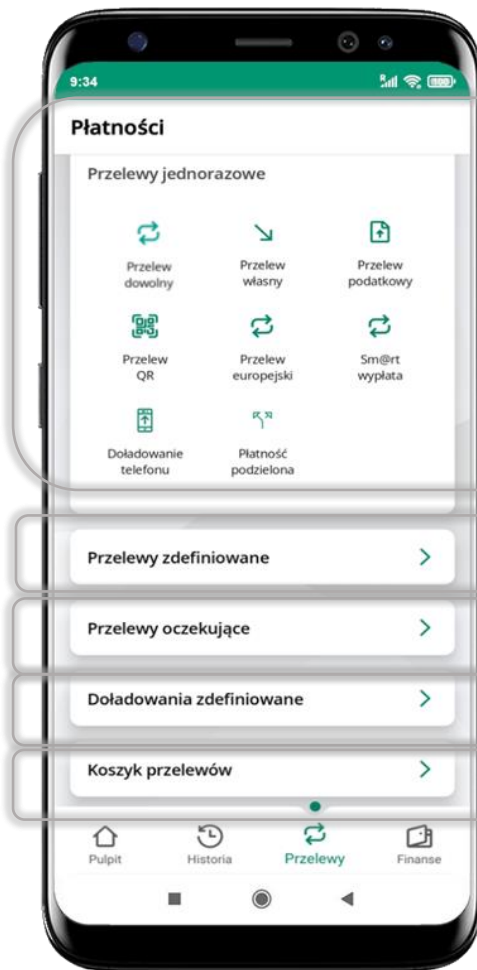 9:34
Płatności
Przelewy jednorazowe
Przelew
dowolny
Przelew
własny
Przelew
podatkowy
Przelew
QR
Przelew
europejski
Sm@rt
wypłata
Doładowanie
telefonu
Płatność
podzielona
Przelewy zdefiniowane
Przelewy oczekujące
Doładowania zdefiniowane
Koszyk przelewów
Pulpit
Historia
Przelewy
Finanse